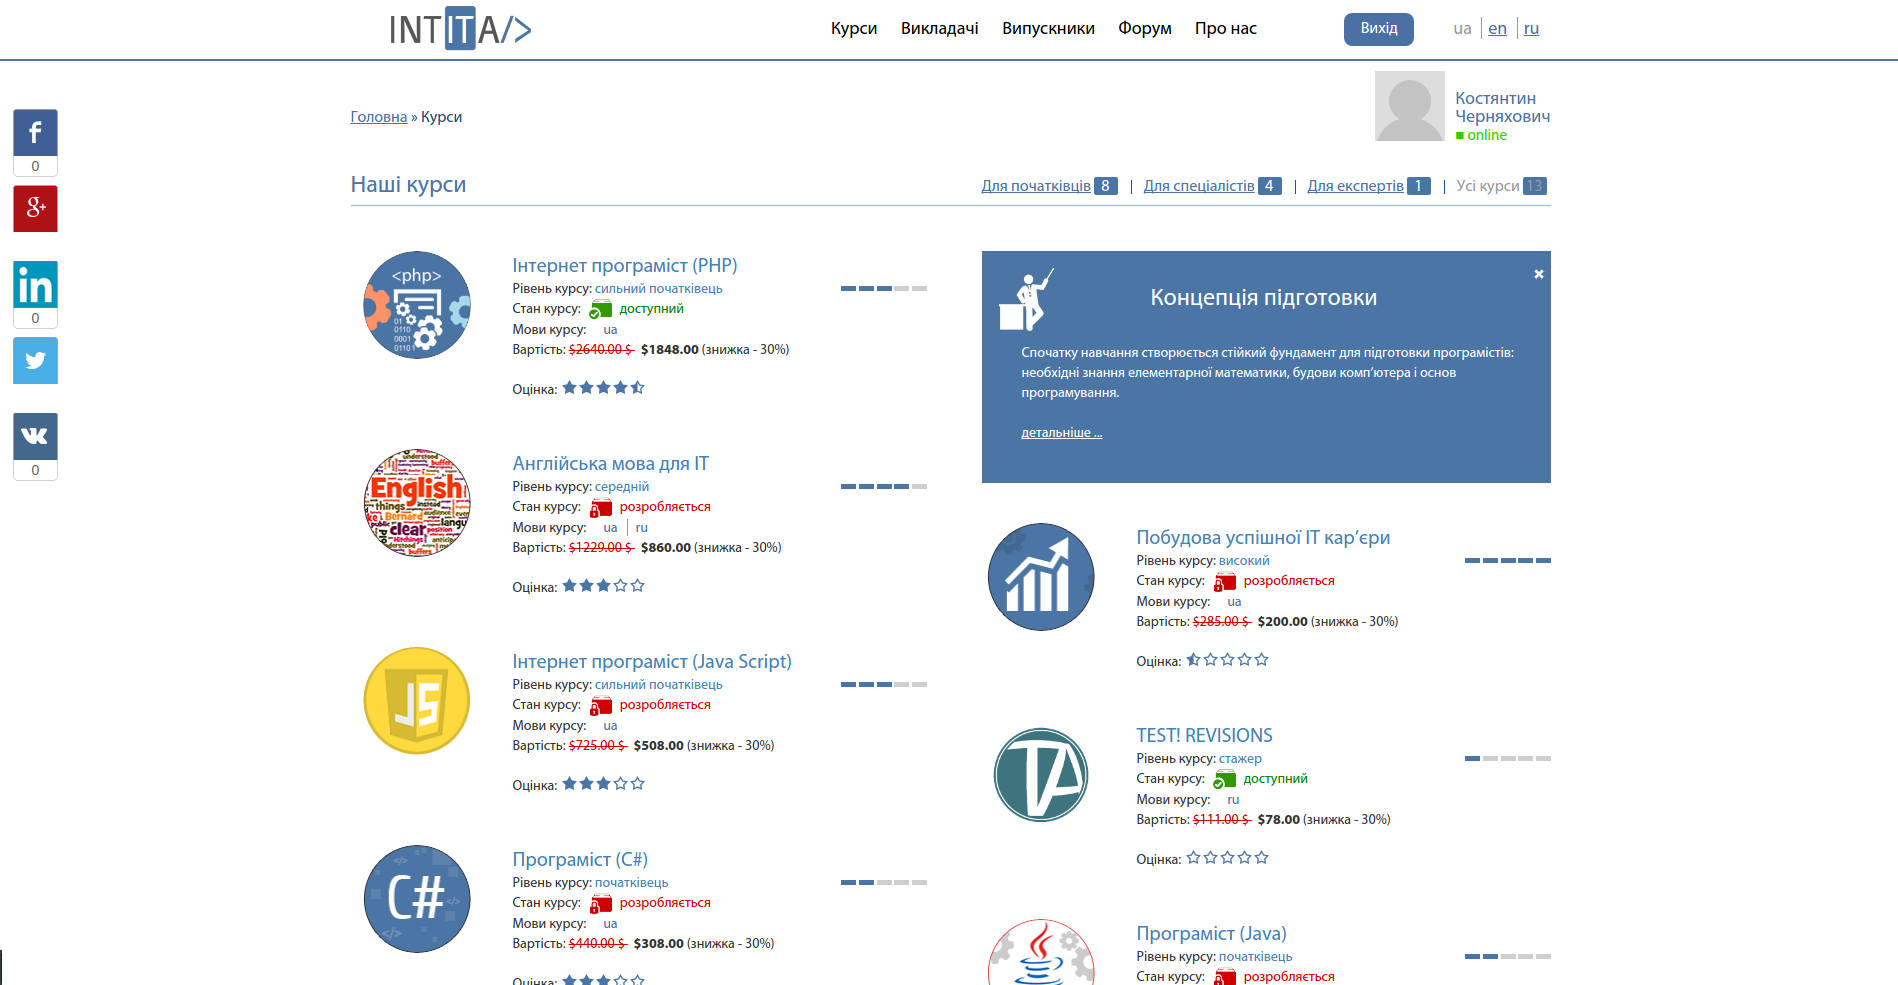 INTITA/>
Курси Викладачі Випускники Форум Про нас
Вихід
ua en ru
Костянтин
Черняхович
online
Головна » Курси
f
0
g+
in
0
0
Наші курси
Для початківців 8 | Для спеціалістів 4 | Для експертів 1 | Усі курси 13
<php>
01
0110
0001
01101
Інтернет програміст (PHP)
Рівень курсу: сильний початківець
Стан курсу: доступний
Мови курсу: ua
Вартість: $2640.00 $ $1848.00 (знижка - 30%)
Оцінка:
English
things
Bernard
clear
Англійська мова для IT
Рівень курсу: середній
Стан курсу: розробляється
Мови курсу: ua ru
Вартість: $1229.00 $ $860.00 (знижка - 30%)
Оцінка:
JS
Інтернет програміст (Java Script)
Рівень курсу: сильний початківець
Стан курсу: розробляється
Мови курсу: ua
Вартість: $725.00 $ $508.00 (знижка - 30%)
Оцінка:
C#
Програміст (C#)
Рівень курсу: початківець
Стан курсу: розробляється
Мови курсу: ua
Вартість: $440.00 $ $308.00 (знижка - 30%)
Оцінка:
Концепція підготовки
Спочатку навчання створюється стійкий фундамент для підготовки програмістів:
необхідні знання елементарної математики, будови комп’ютера і основ
програмування.
детальніше ...
Побудова успішної IT кар’єри
Рівень курсу: високий
Стан курсу: розробляється
Мови курсу: ua
Вартість: $285.00 $ $200.00 (знижка - 30%)
Оцінка:
TA
TEST! REVISIONS
Рівень курсу: стажер
Стан курсу: доступний
Мови курсу: ru
Вартість: $111.00 $ $78.00 (знижка - 30%)
Оцінка:
Програміст (Java)
Рівень курсу: початківець
Стан курсу: розробляється